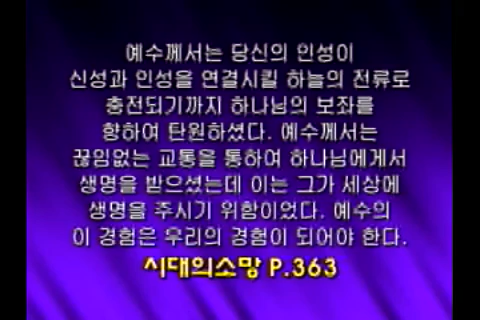 예수께서는 당신의 인성이
신성과 인성을 연결시킬 하늘의 전류로
충전되기까지 하나님의 보좌를
향하여 탄원하셨다. 예수께서는
끊임없는 교통을 통하여 하나님에게서
생명을 받으셨는데 이는 그가 세상에
생명을 주시기 위함이었다. 예수의
이 경험은 우리의 경험이 되어야 한다.
시대의소망 P.363